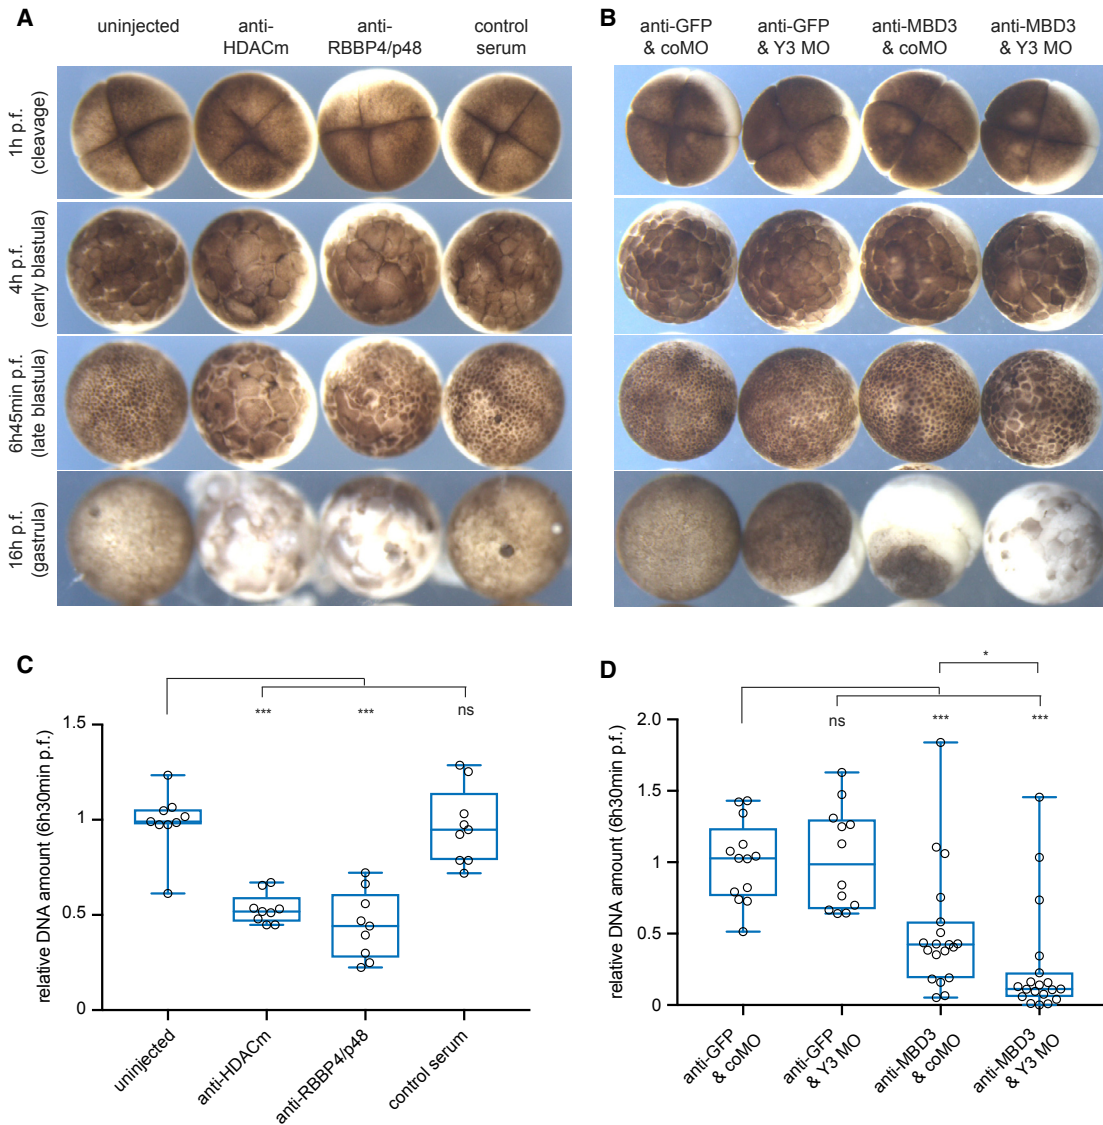 A
uninjected
anti-
HDACm
anti-
RBBP4/p48
control
serum
1h p.f.
(cleavage)
4h p.f.
(early blastula)
6h45min p.f.
(late blastula)
16h p.f.
(gastrula)
B
anti-GFP
& coMO
anti-GFP
& Y3 MO
anti-MBD3
& coMO
anti-MBD3
& Y3 MO
C
relative DNA amount (6h30min p.f.)
1.5
1
0.5
0
***
***
ns
uninjected
anti-HDACm
anti-RBBP4/p48
control serum
D
relative DNA amount (6h30min p.f.)
2.0
1.5
1
0.5
0
*
ns
***
***
anti-GFP
& coMO
anti-GFP
& Y3 MO
anti-MBD3
& coMO
anti-MBD3
& Y3 MO